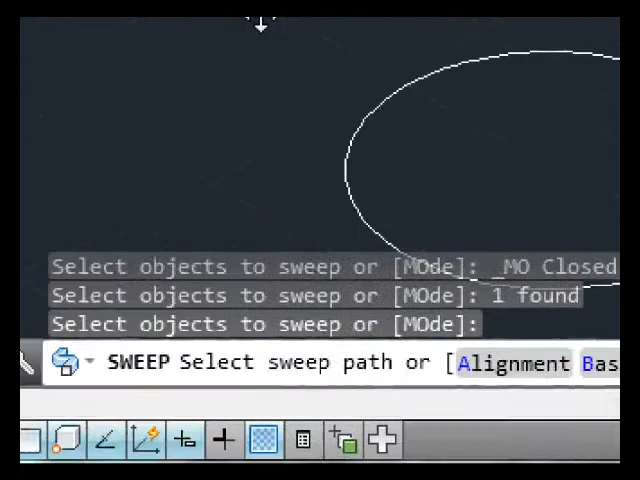 Select objects to sweep or [MOde]: _MO Closed
Select objects to sweep or [MOde]: 1 found
Select objects to sweep or [MOde]:
SWEEP Select sweep path or [Alignment Bas